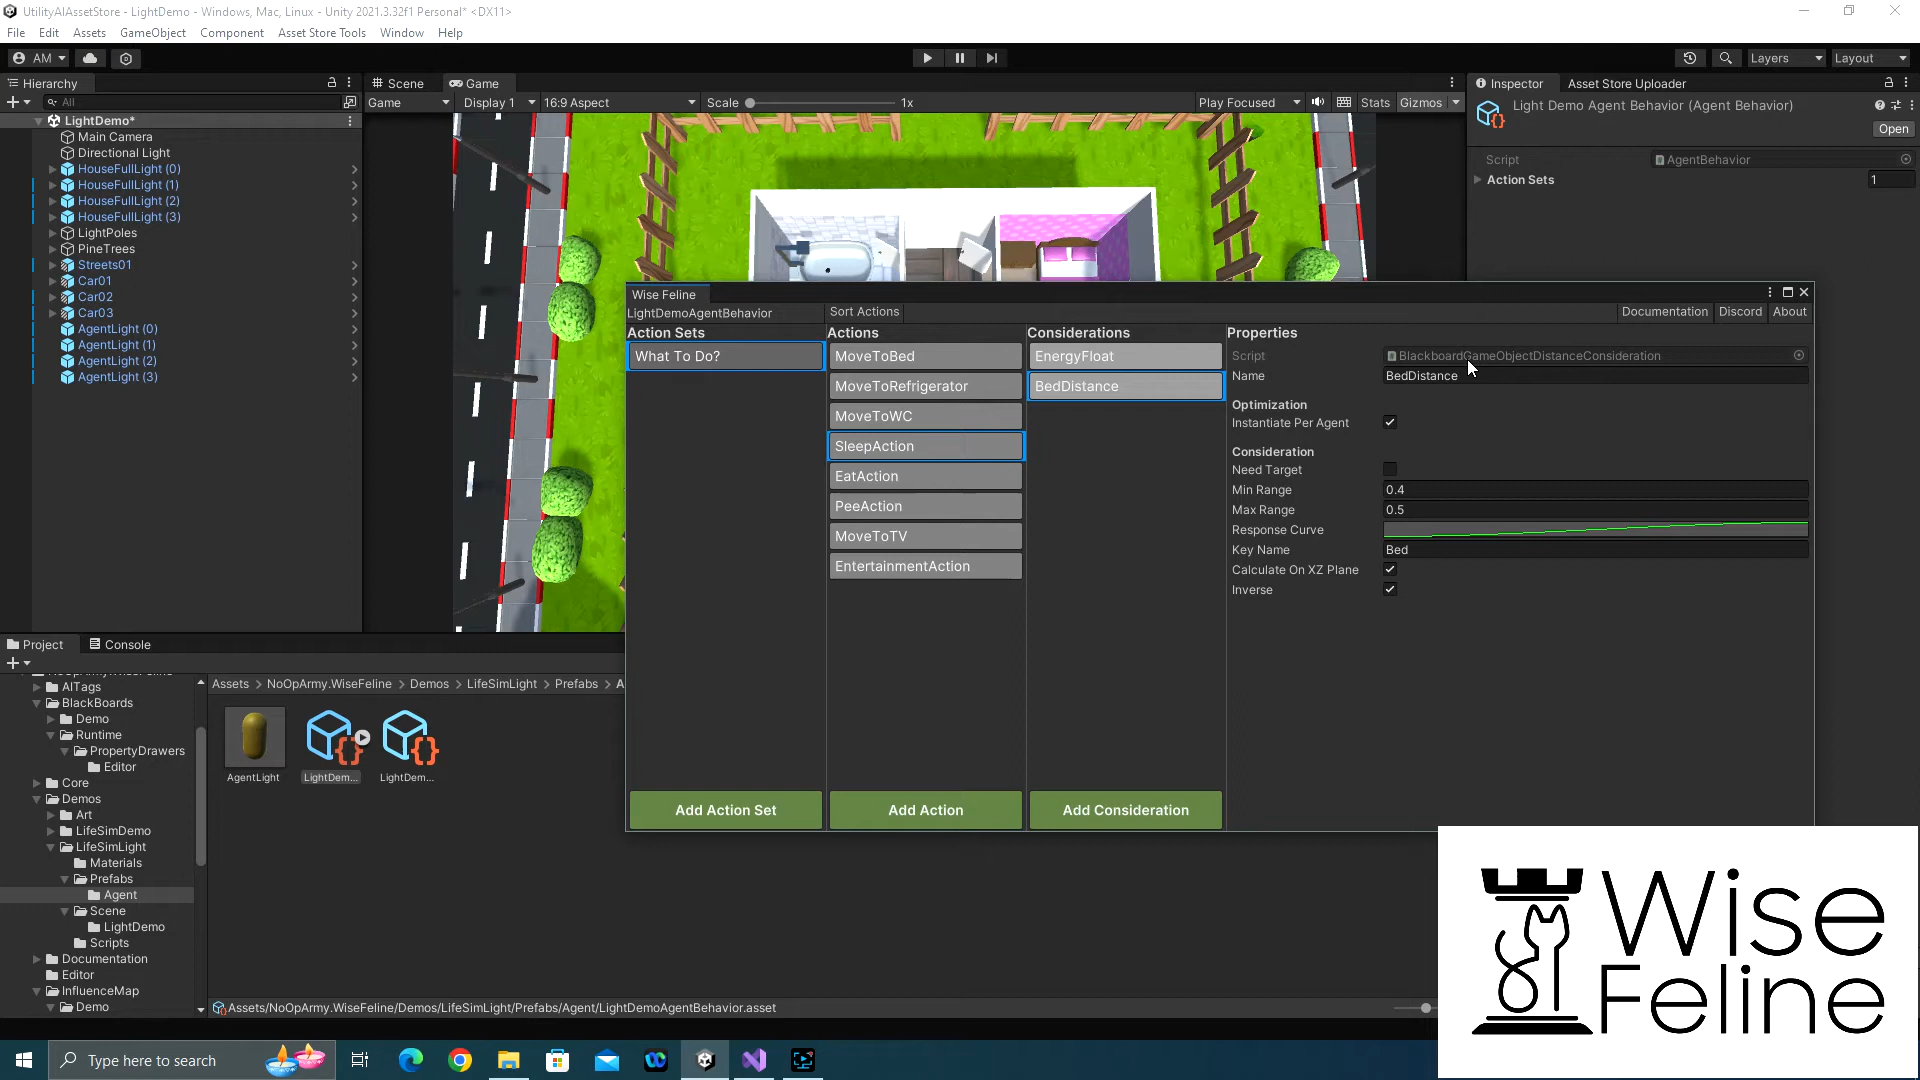 UtilityAIAssetStore - LightDemo - Windows, Mac, Linux - Unity 2021.3.32f1 Personal* <DX11>
File Edit Assets GameObject Component Asset Store Tools Window Help
AM Layers Layout
Hierarchy
All
LightDemo*
Main Camera
Directional Light
HouseFullLight (0)
HouseFullLight (1)
HouseFullLight (2)
HouseFullLight (3)
LightPoles
PineTrees
Streets01
Car01
Car02
Car03
AgentLight (0)
AgentLight (1)
AgentLight (2)
AgentLight (3)
Scene Game
Game Display 1 16:9 Aspect Scale 1x Play Focused Stats Gizmos
Inspector Asset Store Uploader
Light Demo Agent Behavior (Agent Behavior)
Open
Script AgentBehavior
Action Sets 1
Wise Feline
LightDemoAgentBehavior Sort Actions Documentation Discord About
Action Sets
What To Do?
Add Action Set
Actions
MoveToBed
MoveToRefrigerator
MoveToWC
SleepAction
EatAction
PeeAction
MoveToTV
EntertainmentAction
Add Action
Considerations
EnergyFloat
BedDistance
Add Consideration
Properties
Script BlackboardGameObjectDistanceConsideration
Name BedDistance
Optimization
Instantiate Per Agent
Consideration
Need Target
Min Range 0.4
Max Range 0.5
Response Curve
Key Name Bed
Calculate On XZ Plane
Inverse
Project Console
AITags
BlackBoards
Demo
Runtime
PropertyDrawers
Editor
Core
Demos
Art
LifeSimDemo
LifeSimLight
Materials
Prefabs
Agent
Scene
LightDemo
Scripts
Documentation
Editor
InfluenceMap
Demo
Assets > NoOpArmy.WiseFeline > Demos > LifeSimLight > Prefabs > A
AgentLight LightDem... LightDem...
Assets/NoOpArmy.WiseFeline/Demos/LifeSimLight/Prefabs/Agent/LightDemoAgentBehavior.asset
Wise
Feline
Type here to search